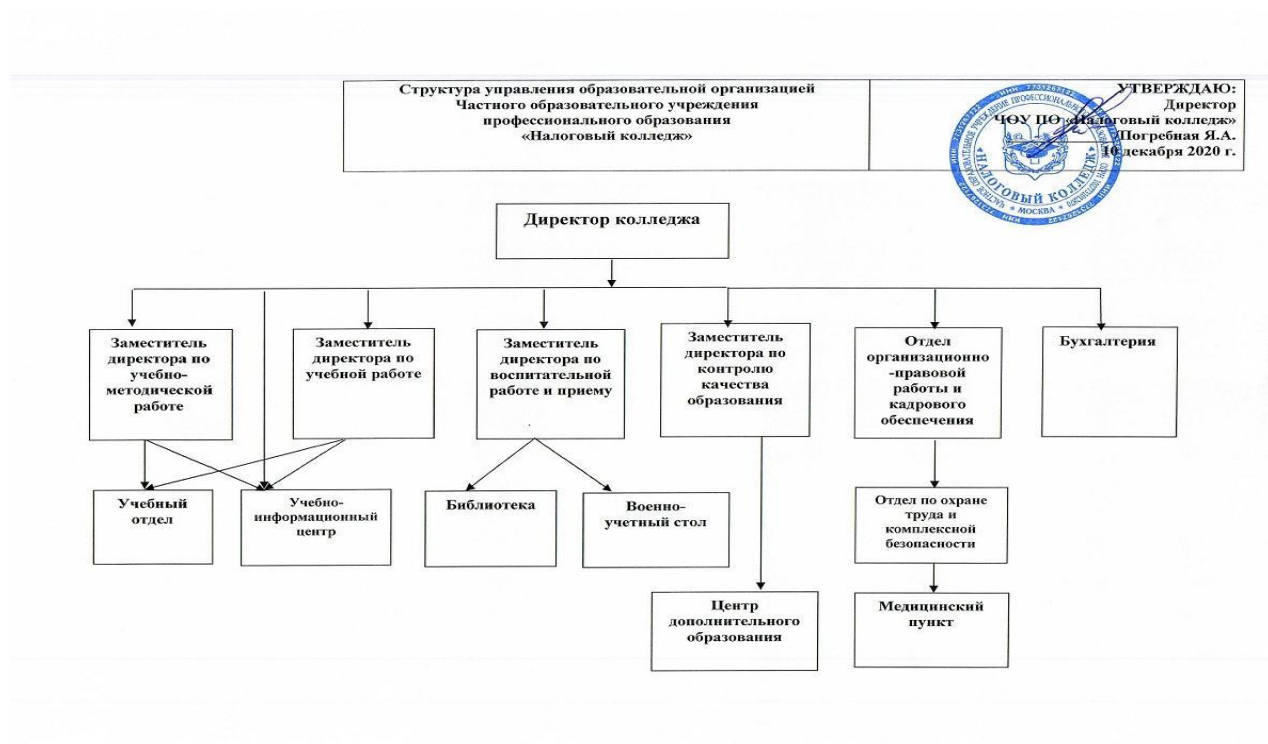 Структура управления образовательной организацией
Частного образовательного учреждения
профессионального образования
«Налоговый колледж»
УТВЕРЖДАЮ:
Директор
ЧОУ ПО «Налоговый колледж»
Погребная Я.А.
10 декабря 2020 г.
НАЛОГОВЫЙ КОЛЛЕДЖ
МОСКВА
Директор колледжа
Заместитель
директора по
учебно-
методической
работе
Заместитель
директора по
учебной работе
Заместитель
директора по
воспитательной
работе и приему
Заместитель
директора по
контролю
качества
образования
Отдел
организационно
-правовой
работы и
кадрового
обеспечения
Бухгалтерия
Учебный
отдел
Учебно-
информационный
центр
Библиотека
Военно-
учетный стол
Отдел по охране
труда и
комплексной
безопасности
Центр
дополнительного
образования
Медицинский
пункт